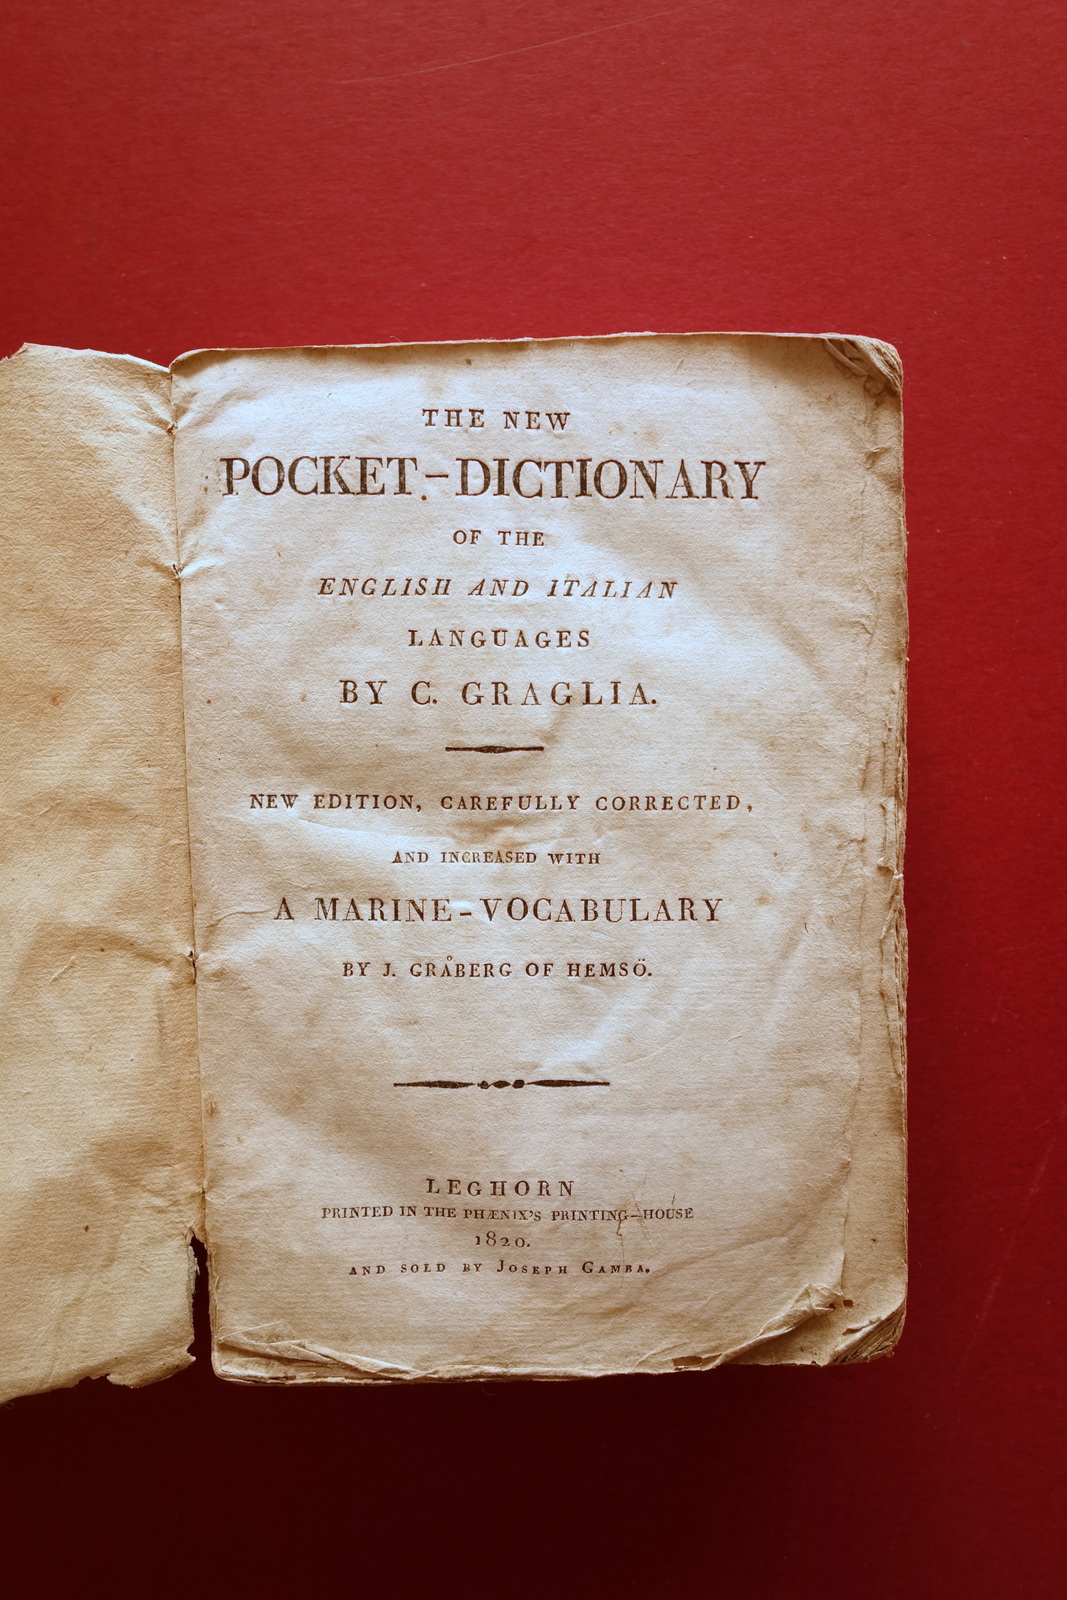 THE NEW
POCKET-DICTIONARY
OF THE
ENGLISH AND ITALIAN
LANGUAGES
BY C. GRAGLIA.
NEW EDITION, CAREFULLY CORRECTED,
AND INCREASED WITH
A MARINE-VOCABULARY
BY J. GRÅBERG OF HEMSÖ.
LEGHORN
PRINTED IN THE PHÆNIX'S PRINTING-HOUSE
1820.
AND SOLD BY JOSEPH GAMBA.